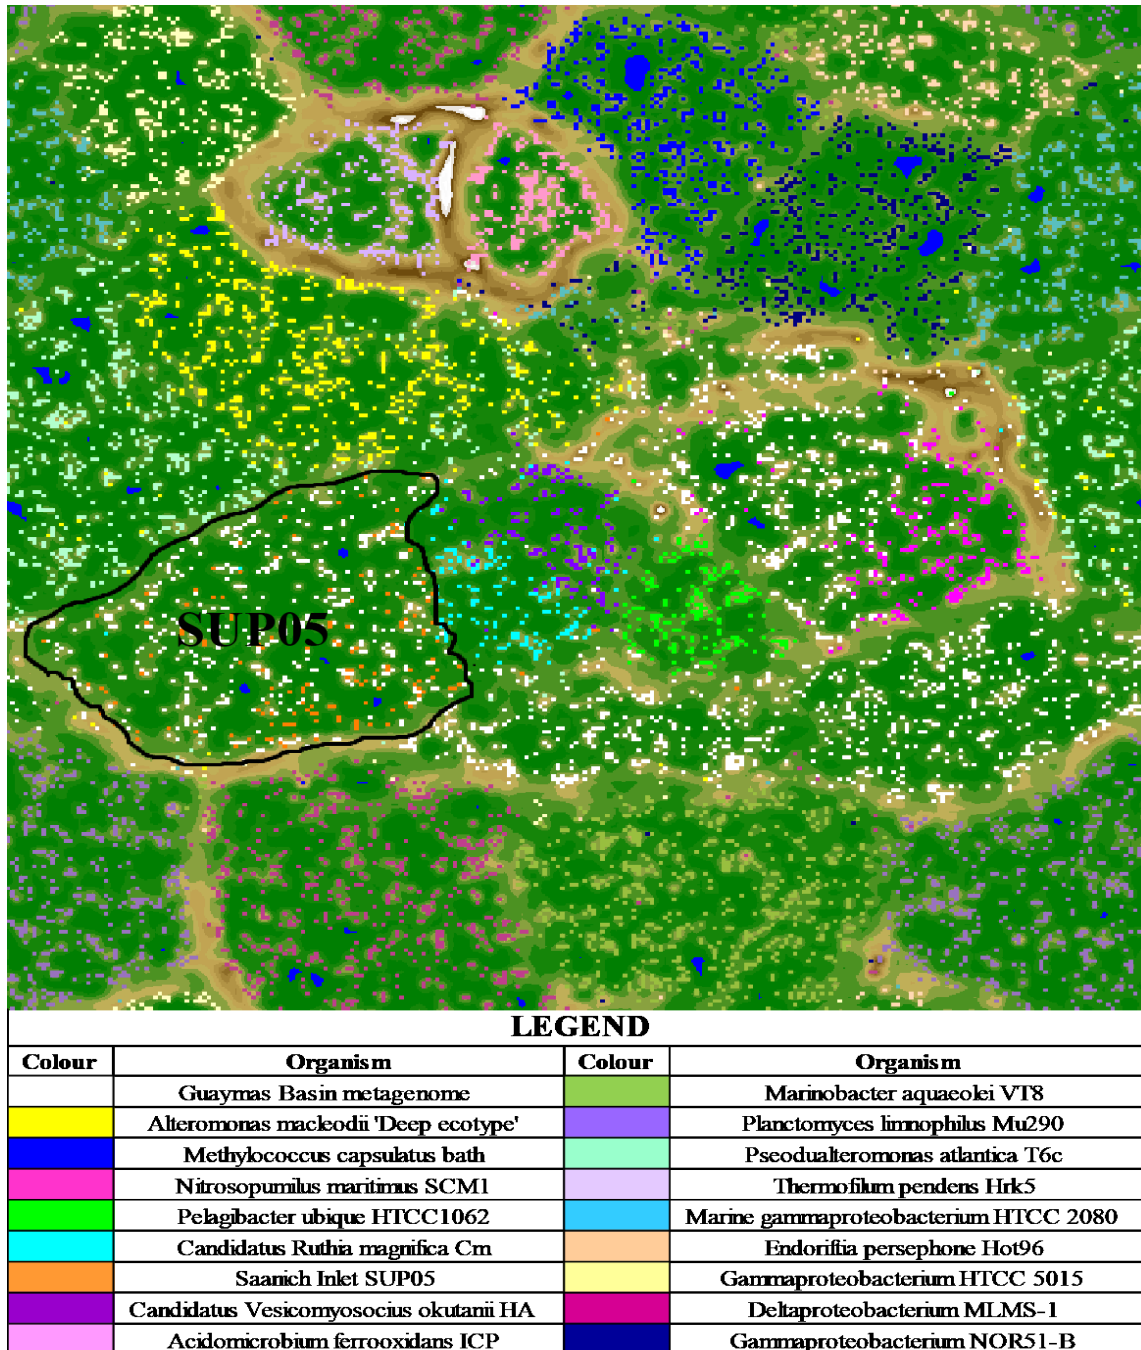 SUP05
LEGEND
Colour Organism Colour Organism
Guaymas Basin metagenome Marinobacter aquaeolei VT8
Alteromonas macleodii 'Deep ecotype' Planctomyces limnophilus Mu290
Methylococcus capsulatus bath Pseodualteromonas atlantica T6c
Nitrosopumilus maritimus SCM1 Thermofilum pendens Hrk5
Pelagibacter ubique HTCC1062 Marine gammaproteobacterium HTCC 2080
Candidatus Ruthia magnifica Cm Endoriftia persephone Hot96
Saanich Inlet SUP05 Gammaproteobacterium HTCC 5015
Candidatus Vesicomyosocius okutanii HA Deltaproteobacterium MLMS-1
Acidomicrobium ferrooxidans ICP Gammaproteobacterium NOR51-B